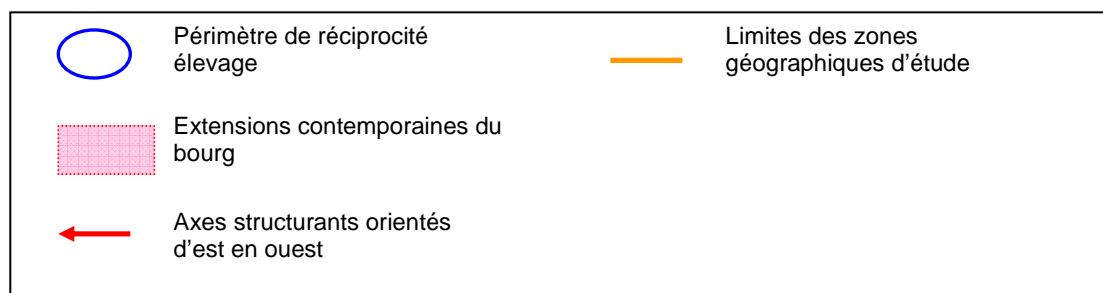 Périmètre de réciprocité
élevage
Extensions contemporaines du
bourg
Axes structurants orientés
d'est en ouest
Limites des zones
géographiques d'étude